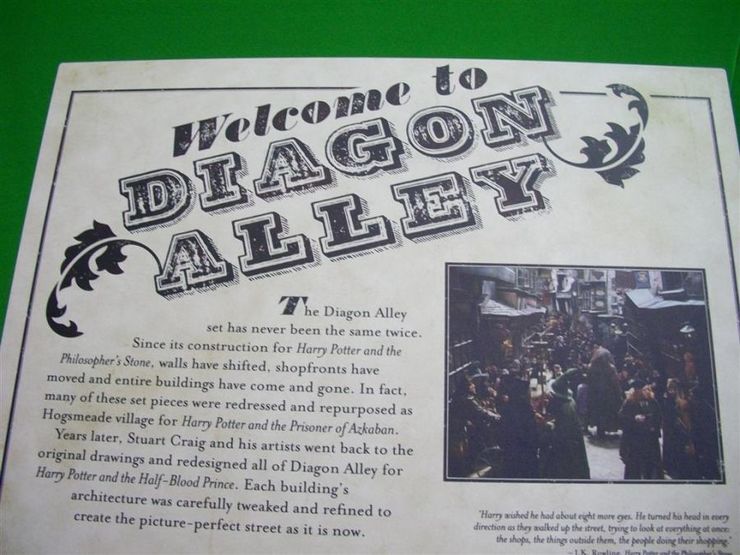 Welcome to
DIAGON
ALLEY
The Diagon Alley
set has never been the same twice.
Since its construction for Harry Potter and the
Philosopher's Stone, walls have shifted, shopfronts have
moved and entire buildings have come and gone. In fact,
many of these set pieces were redressed and repurposed as
Hogsmeade village for Harry Potter and the Prisoner of Azkaban.
Years later, Stuart Craig and his artists went back to the
original drawings and redesigned all of Diagon Alley for
Harry Potter and the Half-Blood Prince. Each building's
architecture was carefully tweaked and refined to
create the picture-perfect street as it is now.
"Harry wished he had about eight more eyes. He turned his head in every
direction as they walked up the street, trying to look at everything at once:
the shops, the things outside them, the people doing their shopping."
J.K. Rowling, Harry Potter and the Philosopher's Stone